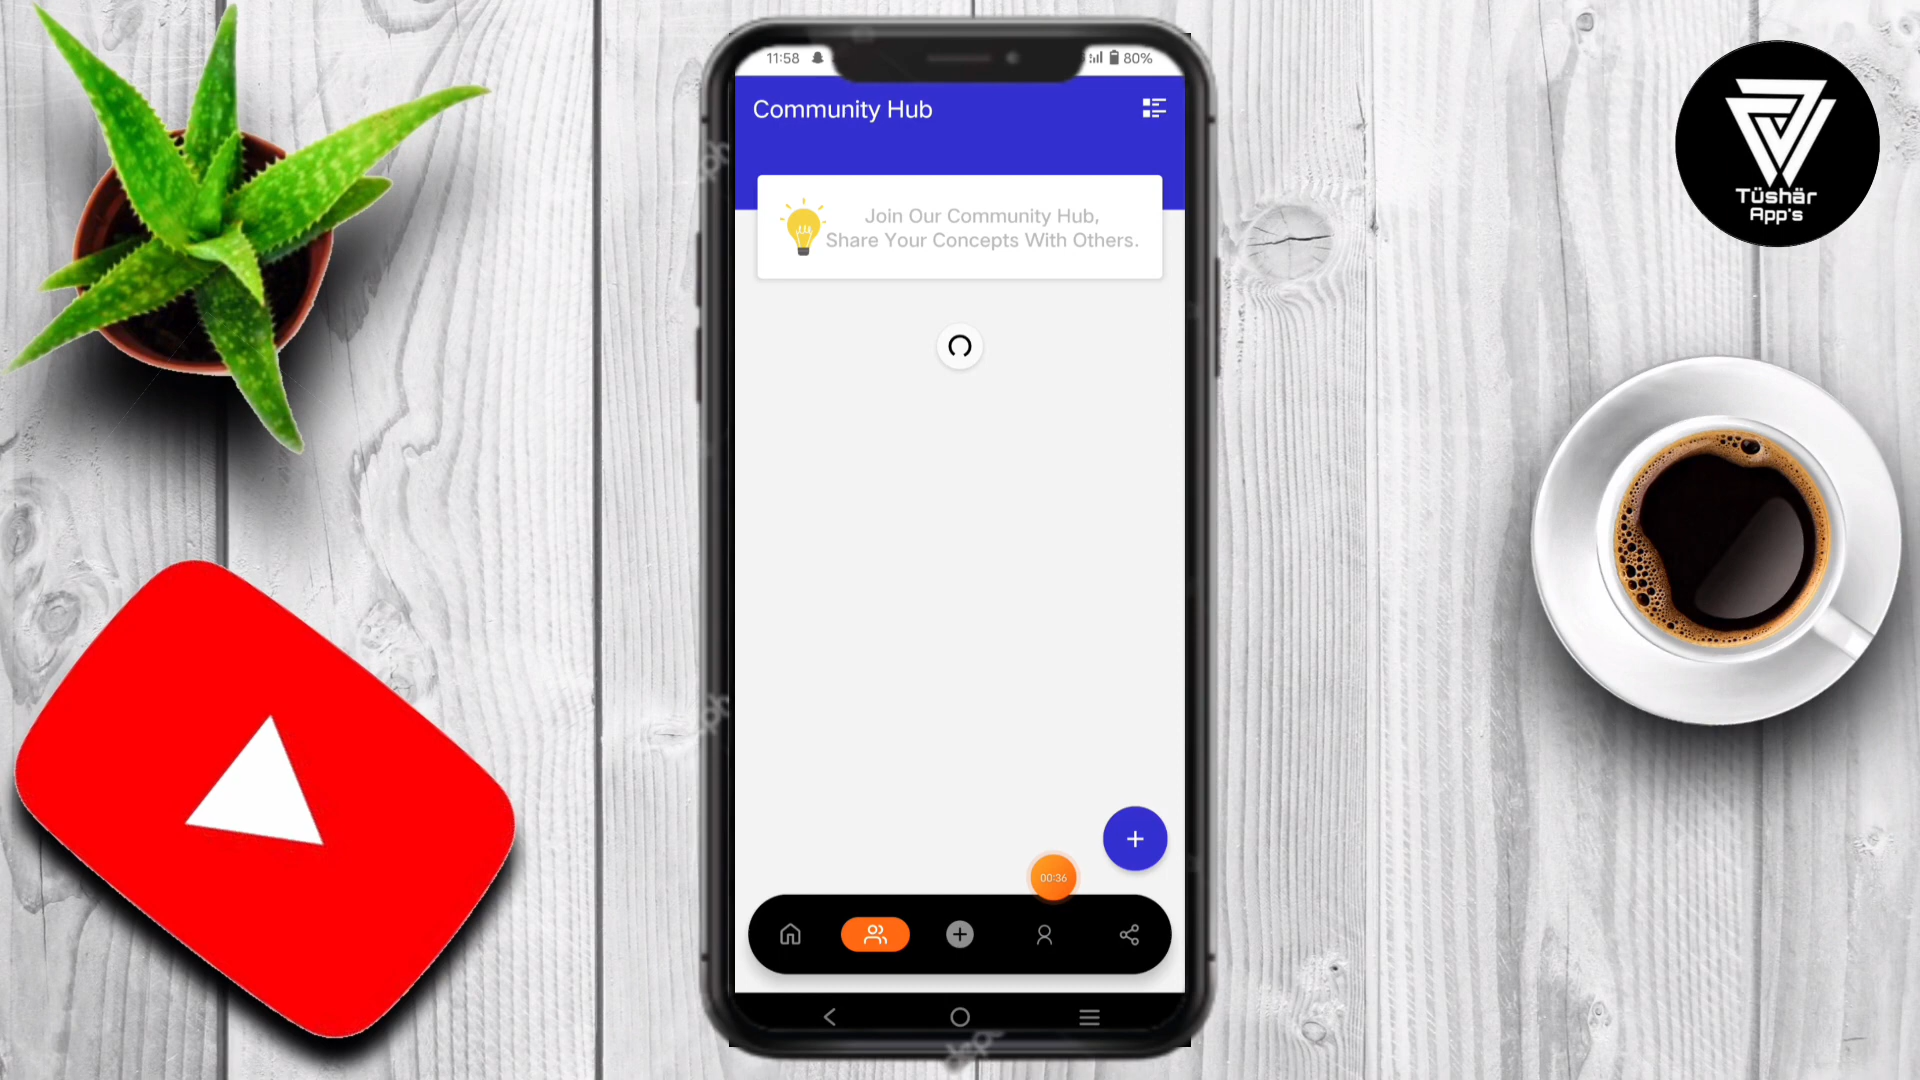 11:58
80%
Community Hub
Join Our Community Hub,
Share Your Concepts With Others.
00:36
Tüshär
App's